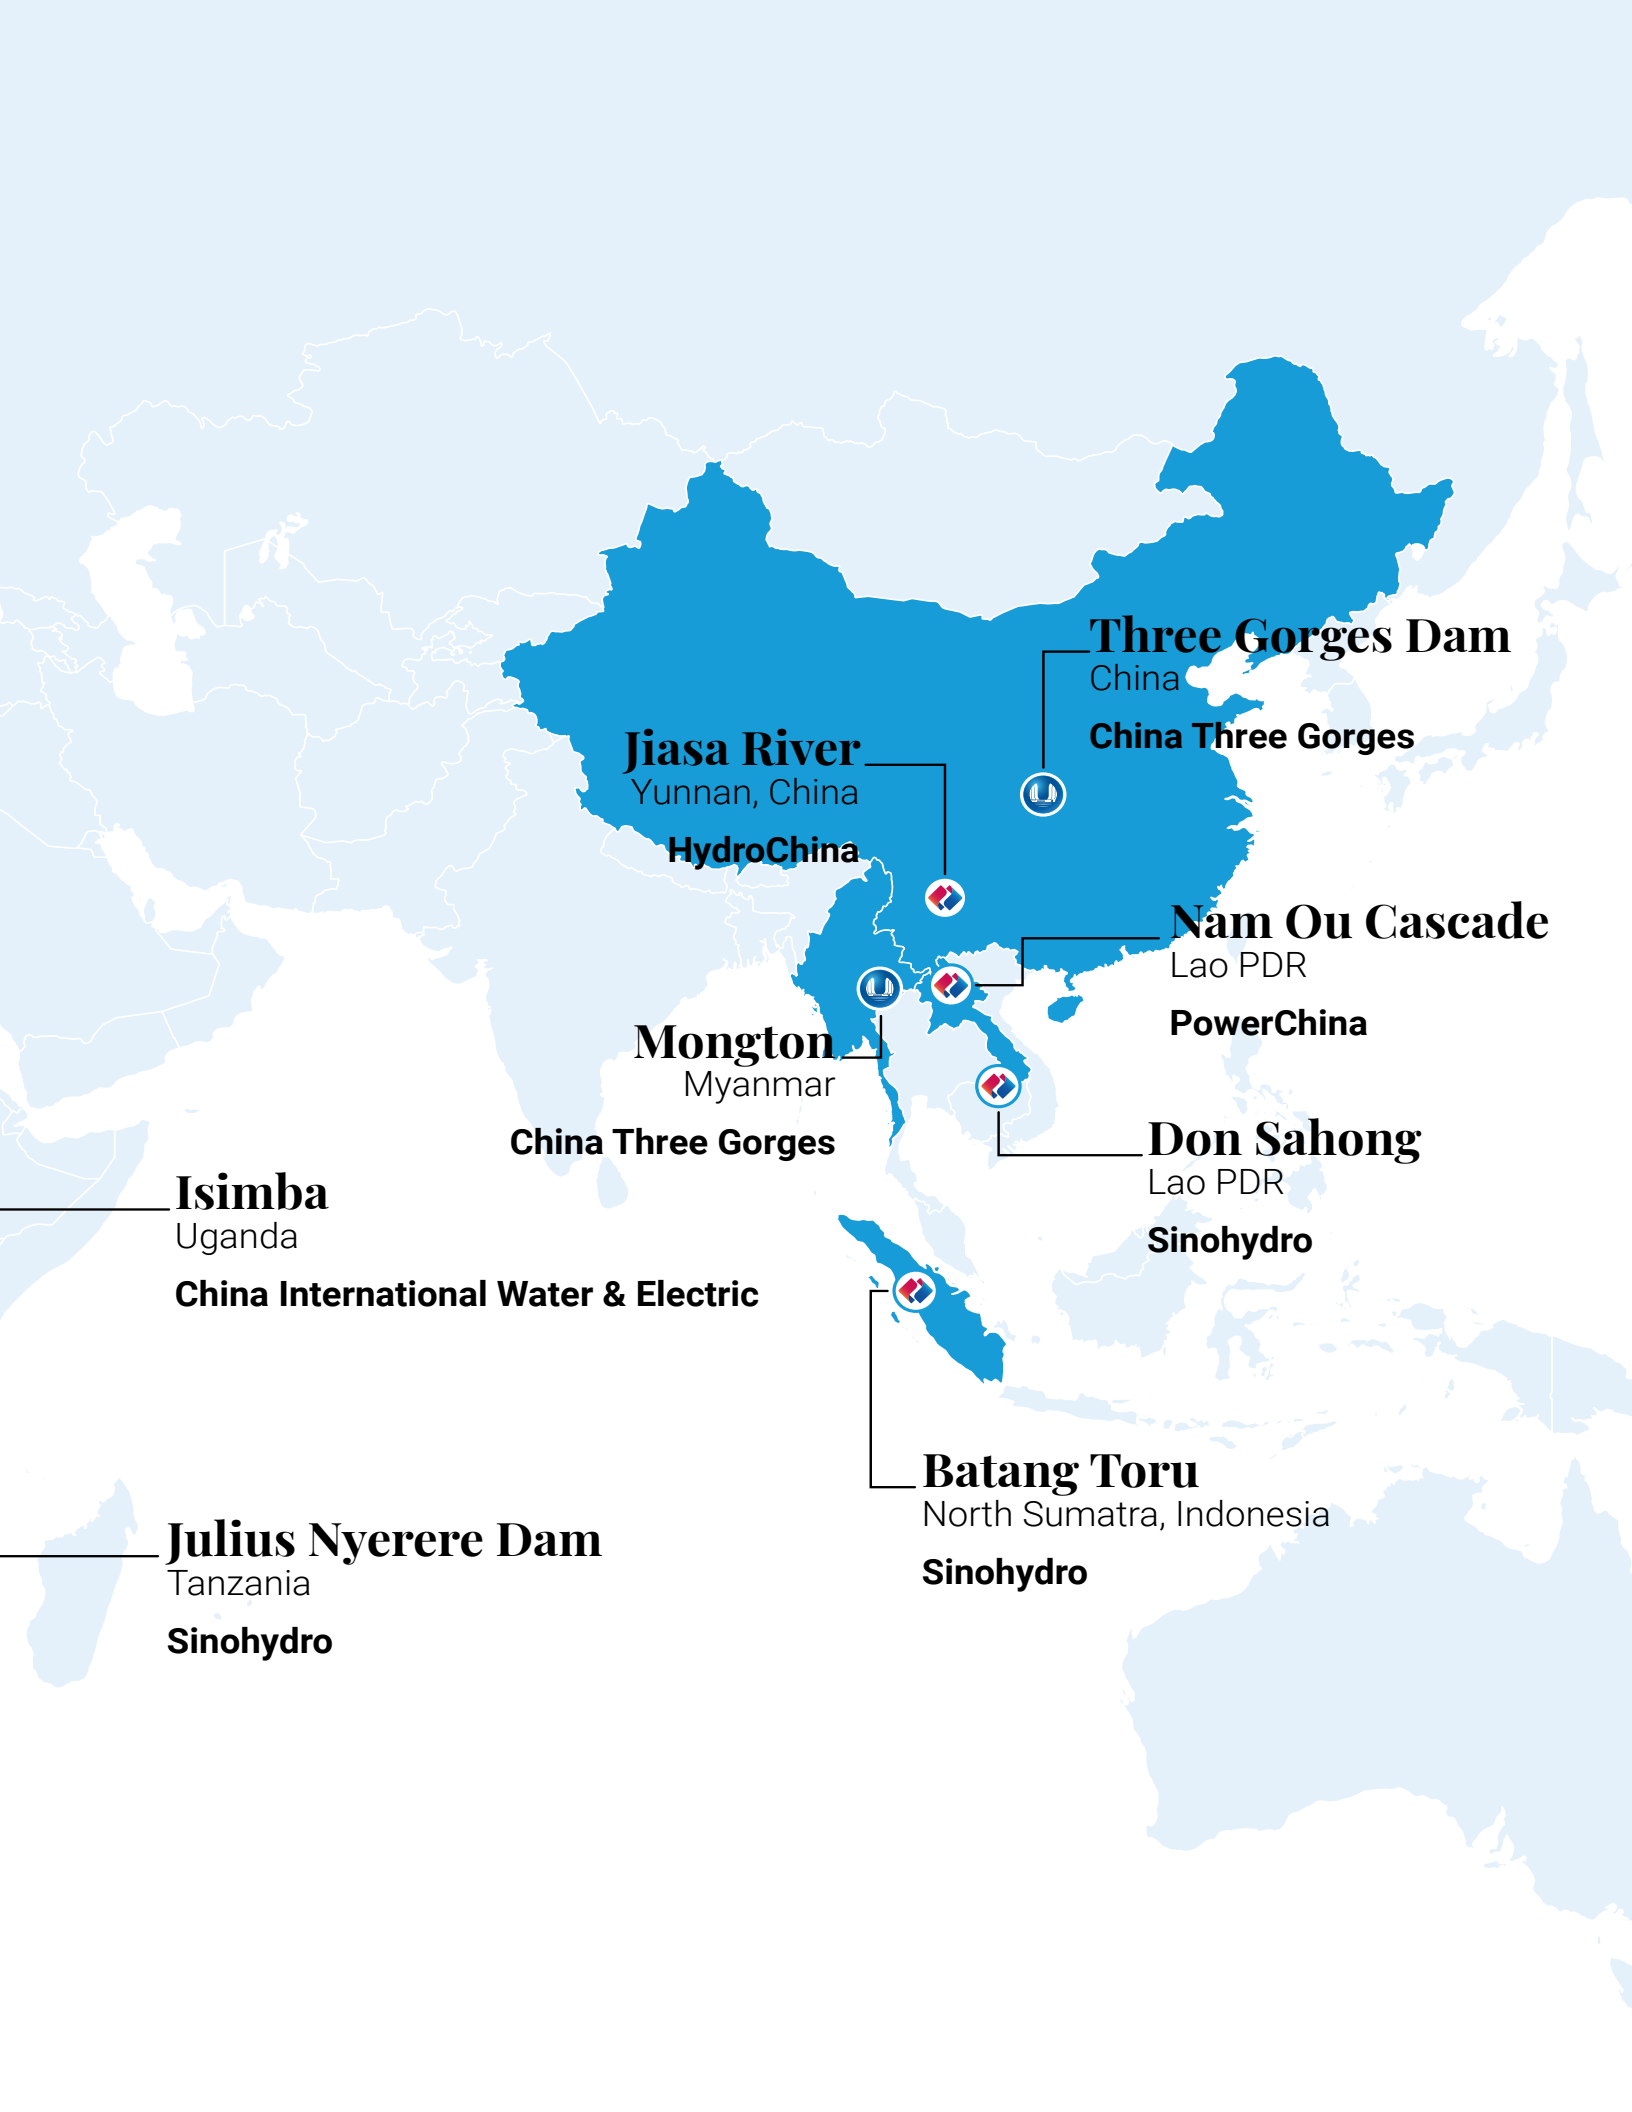 Three Gorges Dam
China
China Three Gorges
Jiasa River
Yunnan, China
HydroChina
Nam Ou Cascade
Lao PDR
PowerChina
Mongton
Myanmar
China Three Gorges
Don Sahong
Lao PDR
Sinohydro
Isimba
Uganda
China International Water & Electric
Batang Toru
North Sumatra, Indonesia
Sinohydro
Julius Nyerere Dam
Tanzania
Sinohydro